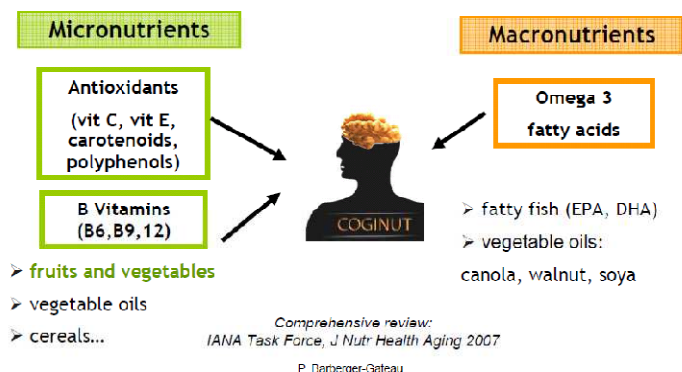 Micronutrients
Macronutrients
Antioxidants
(vit C, vit E,
carotenoids,
polyphenols)
B Vitamins
(B6,B9,12)
➢ fruits and vegetables
➢ vegetable oils
➢ cereals...
COGINUT
Omega 3
fatty acids
➢ fatty fish (EPA, DHA)
➢ vegetable oils:
canola, walnut, soya
Comprehensive review:
IANA Task Force, J Nutr Health Aging 2007
P. Barberger-Gateau